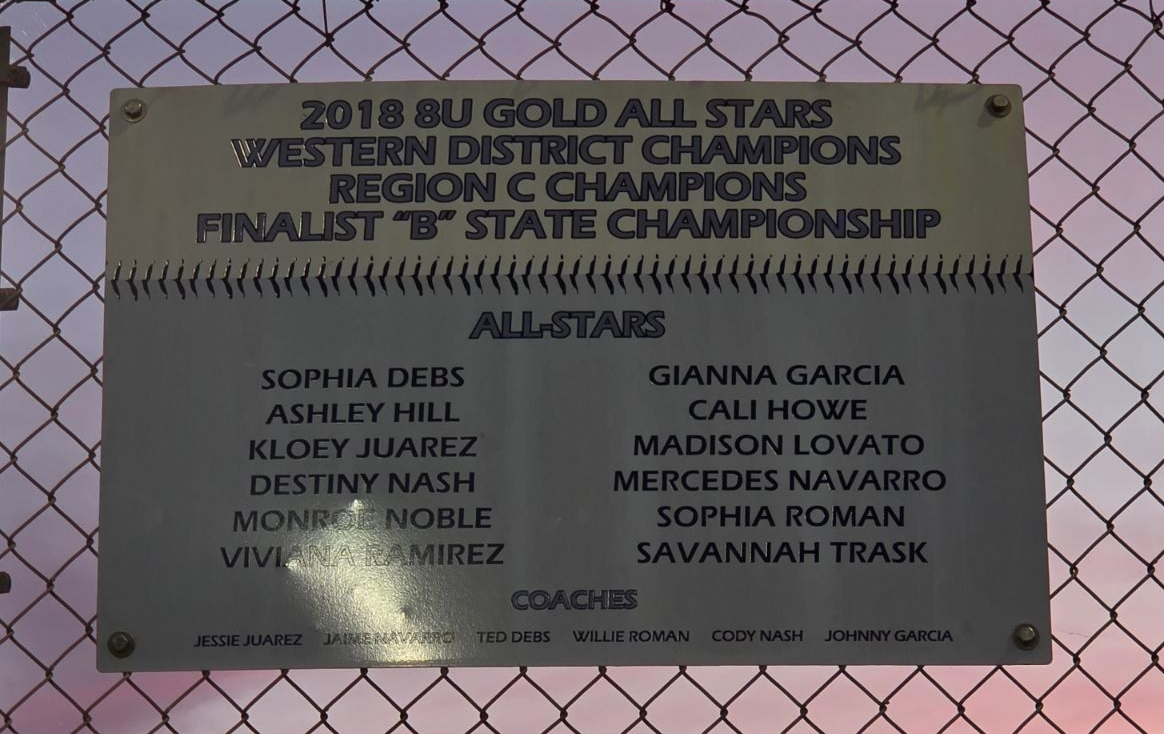 2018 8U GOLD ALL STARS
WESTERN DISTRICT CHAMPIONS
REGION C CHAMPIONS
FINALIST “B” STATE CHAMPIONSHIP
ALL-STARS
SOPHIA DEBS
ASHLEY HILL
KLOEY JUAREZ
DESTINY NASH
MONROE NOBLE
VIVIANA RAMIREZ
GIANNA GARCIA
CALI HOWE
MADISON LOVATO
MERCEDES NAVARRO
SOPHIA ROMAN
SAVANNAH TRASK
COACHES
JESSIE JUAREZ JAIME NAVARRO TED DEBS WILLIE ROMAN CODY NASH JOHNNY GARCIA